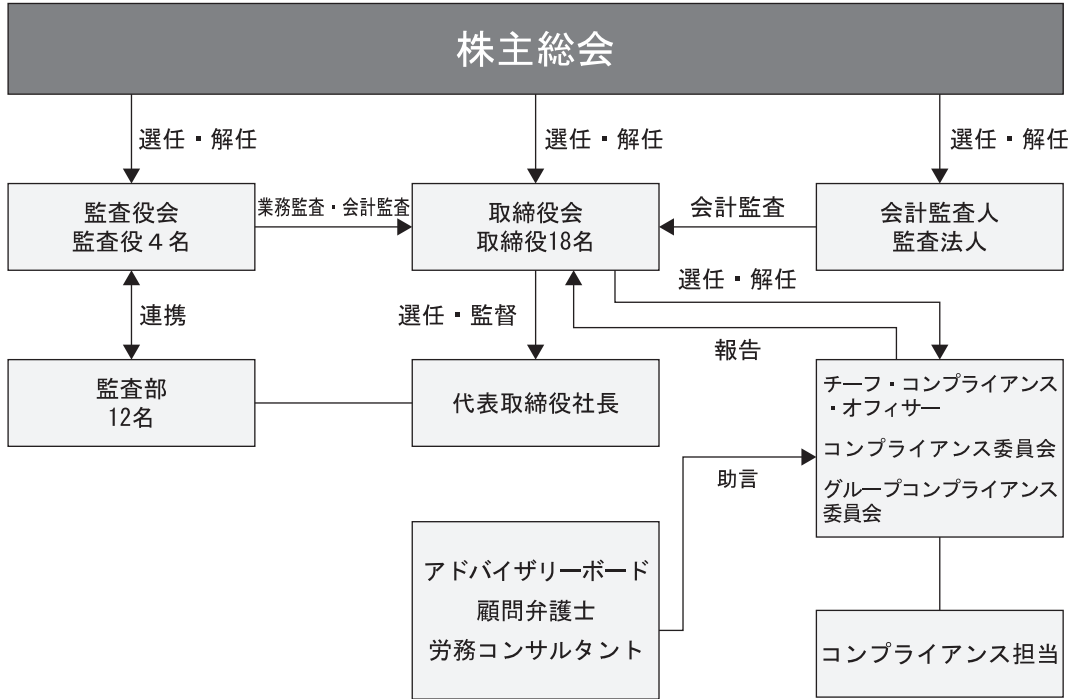 株主総会
選任・解任
選任・解任
選任・解任
監査役会
監査役4名
業務監査・会計監査
取締役会
取締役18名
会計監査
会計監査人
監査法人
連携
選任・監督
選任・解任
報告
監査部
12名
代表取締役社長
チーフ・コンプライアンス
・オフィサー
コンプライアンス委員会
グループコンプライアンス
委員会
助言
アドバイザリーボード
顧問弁護士
労務コンサルタント
コンプライアンス担当